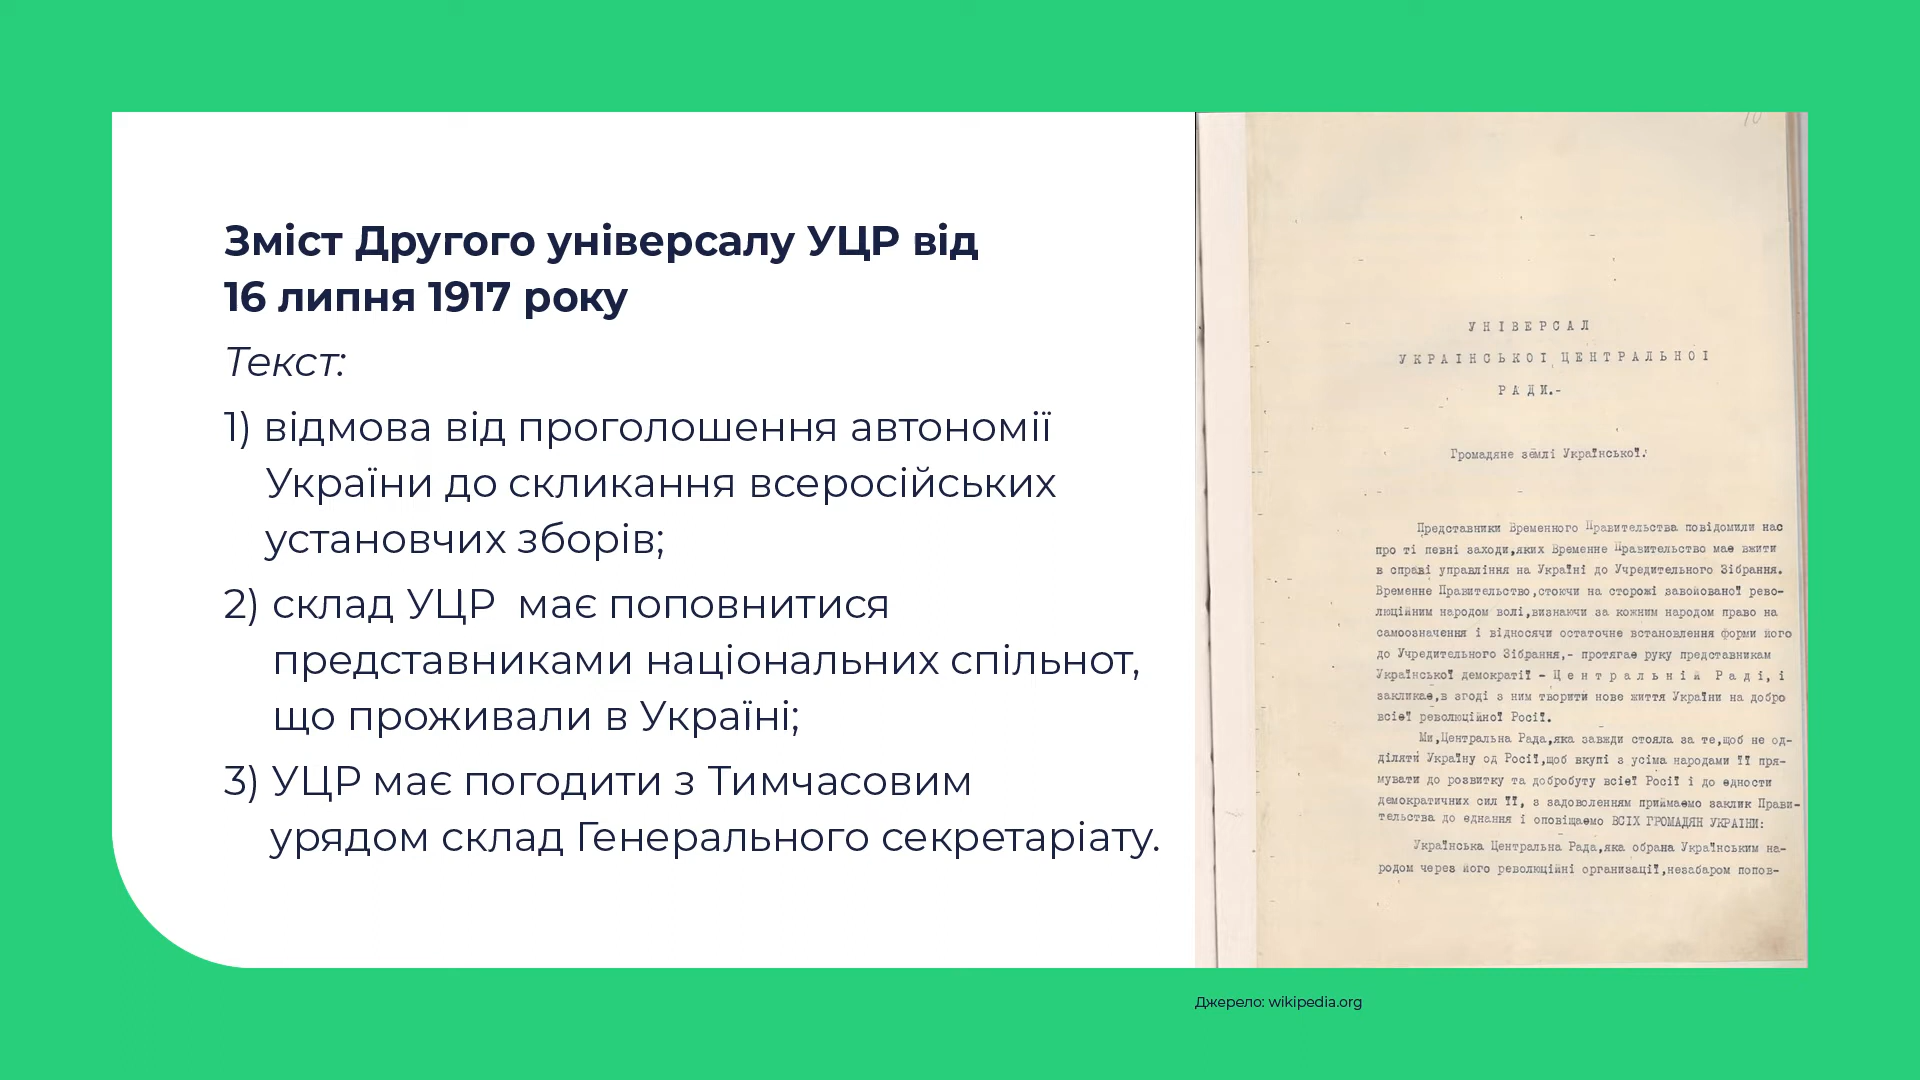 Зміст Другого універсалу УЦР від
16 липня 1917 року
Текст:
1) відмова від проголошення автономії
України до скликання всеросійських
установчих зборів;
2) склад УЦР має поповнитися
представниками національних спільнот,
що проживали в Україні;
3) УЦР має погодити з Тимчасовим
урядом склад Генерального секретаріату.
УНІВЕРСАЛ
УКРАІНСЬКОІ ЦЕНТРАЛЬНОІ
РАДИ.-
Громадяне землі Української!
Представники Временного Правительства повідомили нас
про ті певні заходи,яких Временне Правительство має вжити
в справі управління на Україні до Учредительного Зібрання.
Временне Правительство,стоючи на сторожі завойованої рево-
люційним народом волі,визнаючи за кожним народом право на
самоозначення і відносячи остаточне встановлення форми його
до Учредительного Зібрання,- протягає руку представникам
Української демократії - Центральній Раді, і
закликає,в згоді з ним творити нове життя України на добро
всієї революційної Росії.
Ми,Центральна Рада,яка завжди стояла за те,щоб не од-
діляти Україну од Росії,щоб вкупі з усіма народами її пря-
мувати до розвитку та добробуту всієї Росії і до єдности
демократичних сил її, з задоволенням приймаємо заклик Прави-
тельства до єднання і оповіщаємо ВСІХ ГРОМАДЯН УКРАІНИ:
Українська Центральна Рада,яка обрана Українським на-
родом через його революційні організації,незабаром попов-
Джерело: wikipedia.org